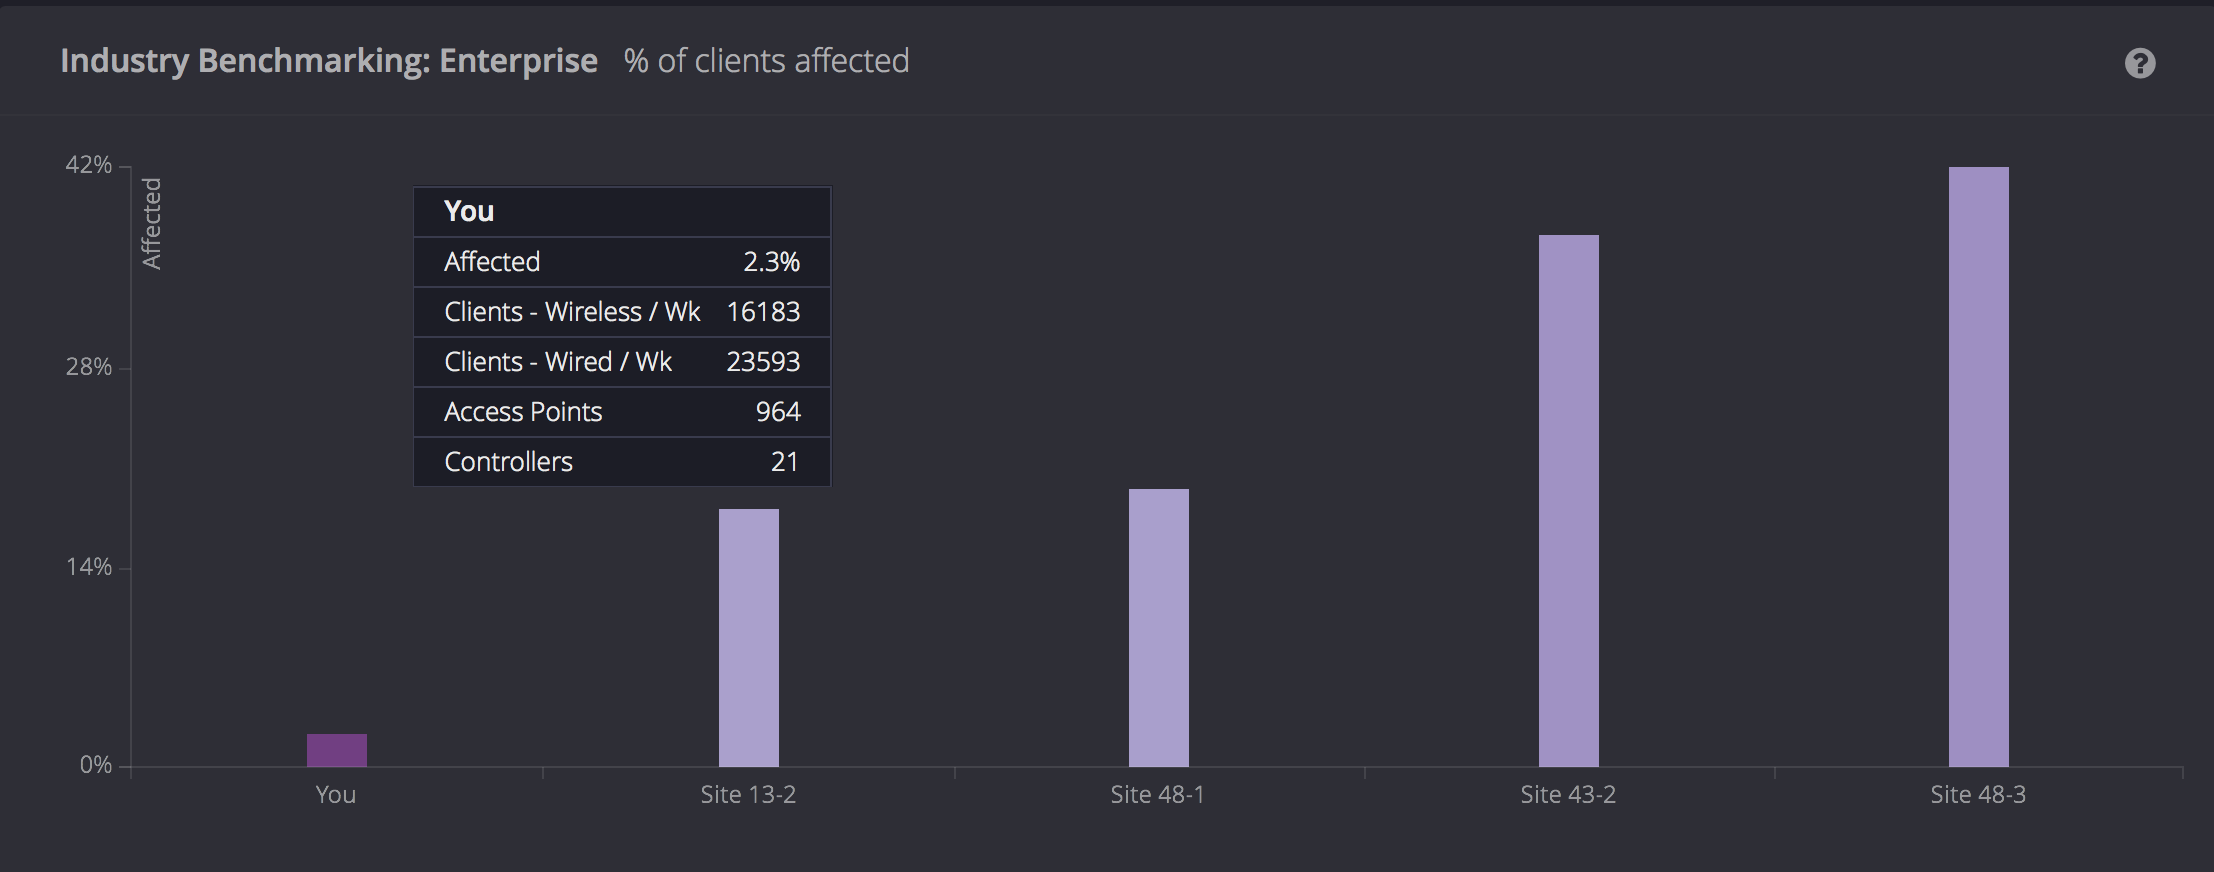 Industry Benchmarking: Enterprise % of clients affected
?
42%
Affected
28%
14%
0%
You
Affected 2.3%
Clients - Wireless / Wk 16183
Clients - Wired / Wk 23593
Access Points 964
Controllers 21
You
Site 13-2
Site 48-1
Site 43-2
Site 48-3